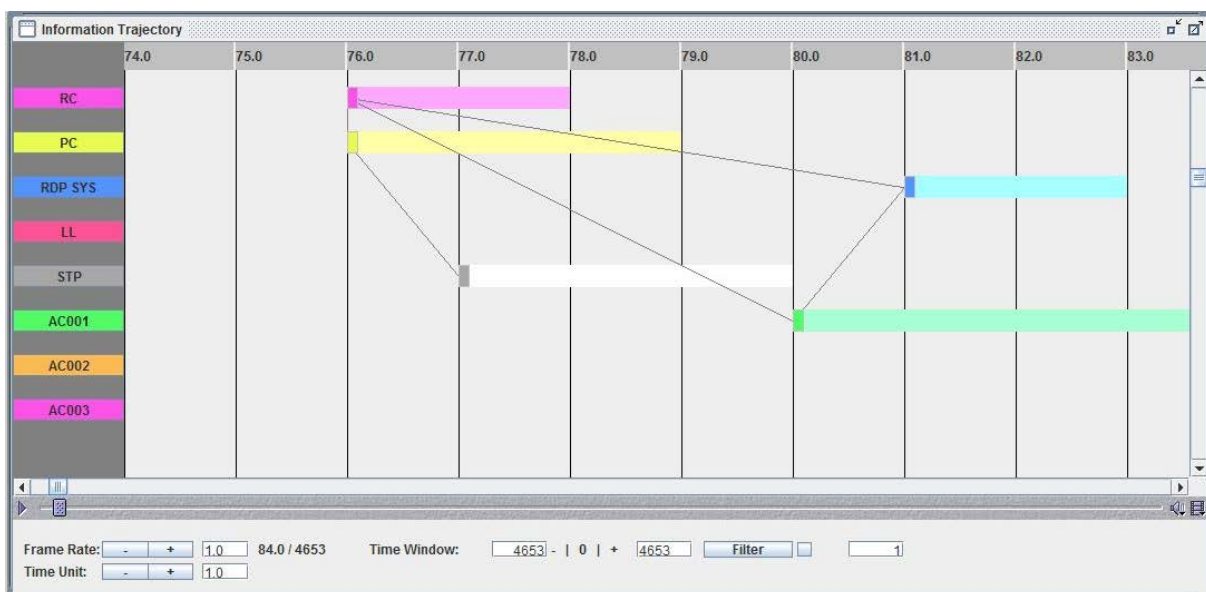 Information Trajectory
74.0 75.0 76.0 77.0 78.0 79.0 80.0 81.0 82.0 83.0
RC
PC
RDP SYS
LL
STP
AC001
AC002
AC003
Frame Rate: - + 1.0 84.0 / 4653 Time Window: 4653 - | 0 | + 4653 Filter 1
Time Unit: - + 1.0